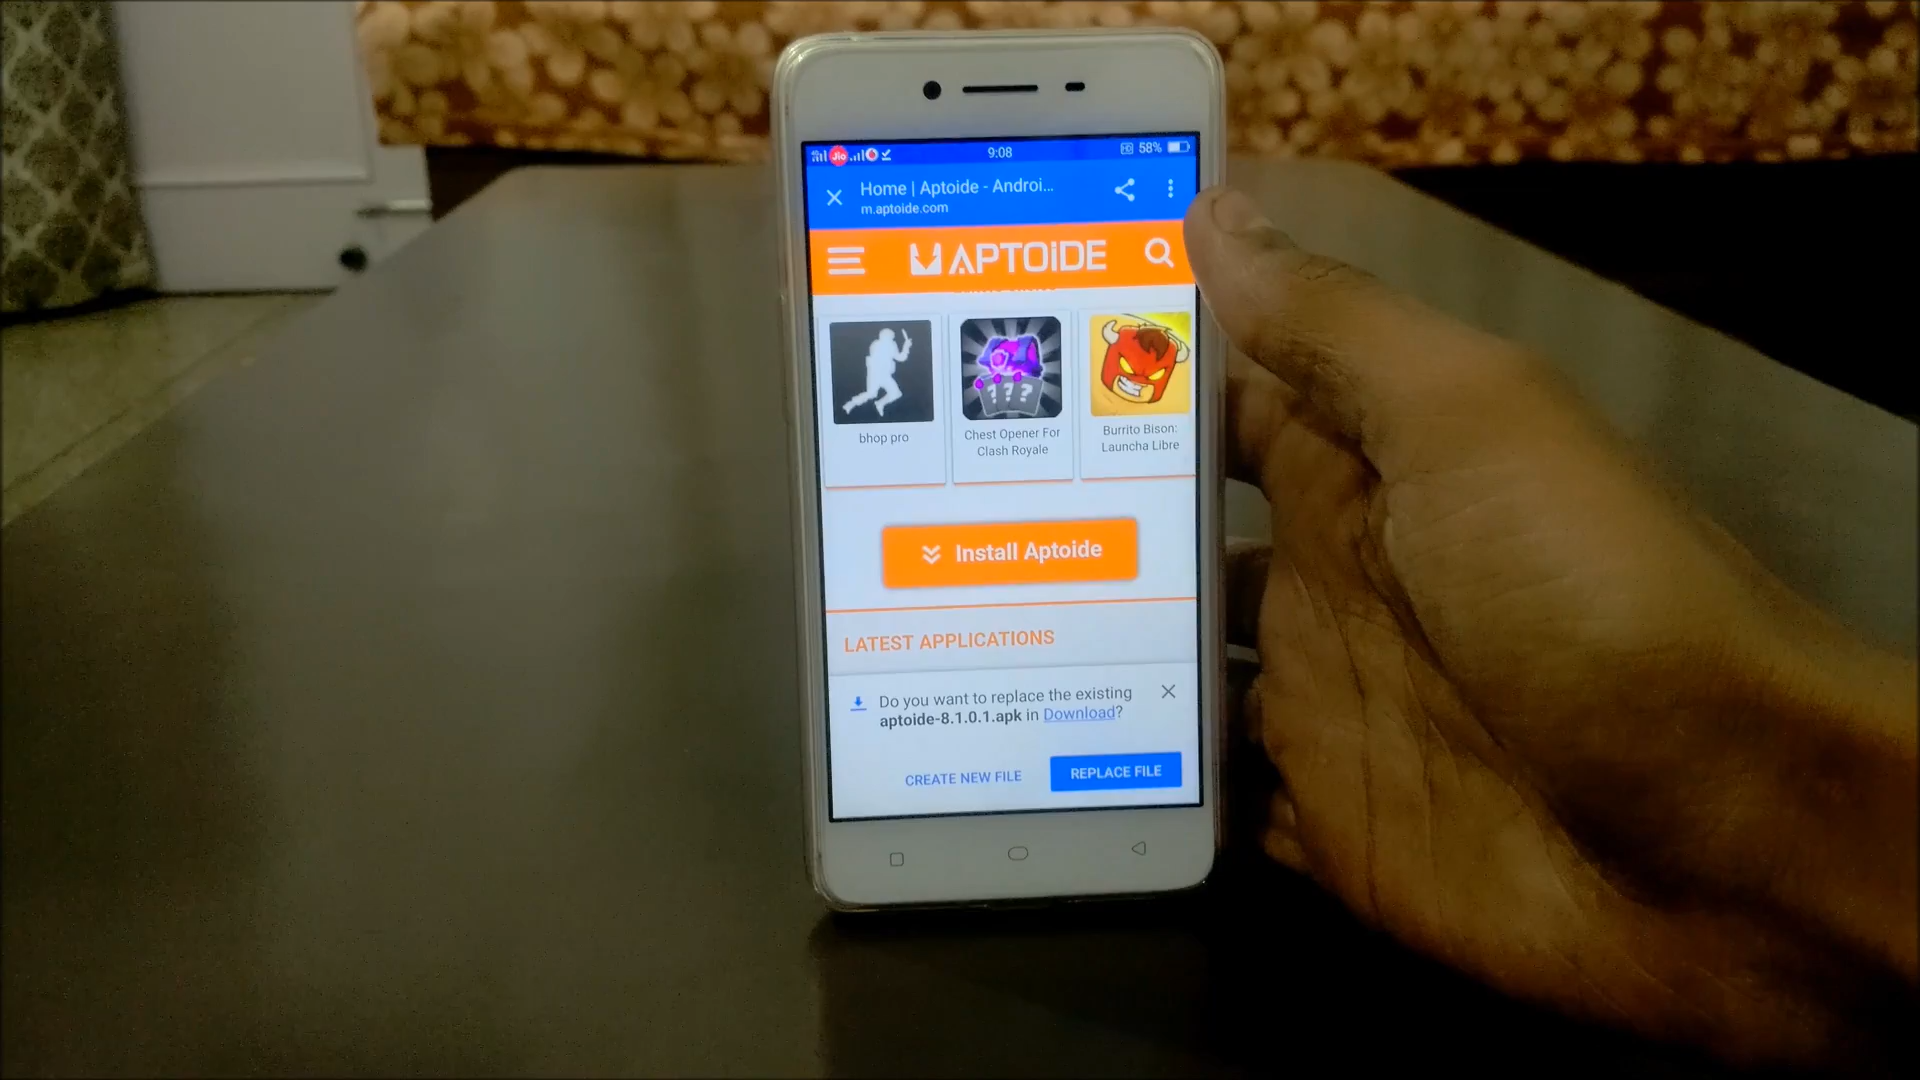 Jio 9:08 58%
Home | Aptoide - Androi...
m.aptoide.com
APTOiDE
bhop pro
Chest Opener For
Clash Royale
Burrito Bison:
Launcha Libre
???
Install Aptoide
LATEST APPLICATIONS
Do you want to replace the existing
aptoide-8.1.0.1.apk in Download?
CREATE NEW FILE
REPLACE FILE